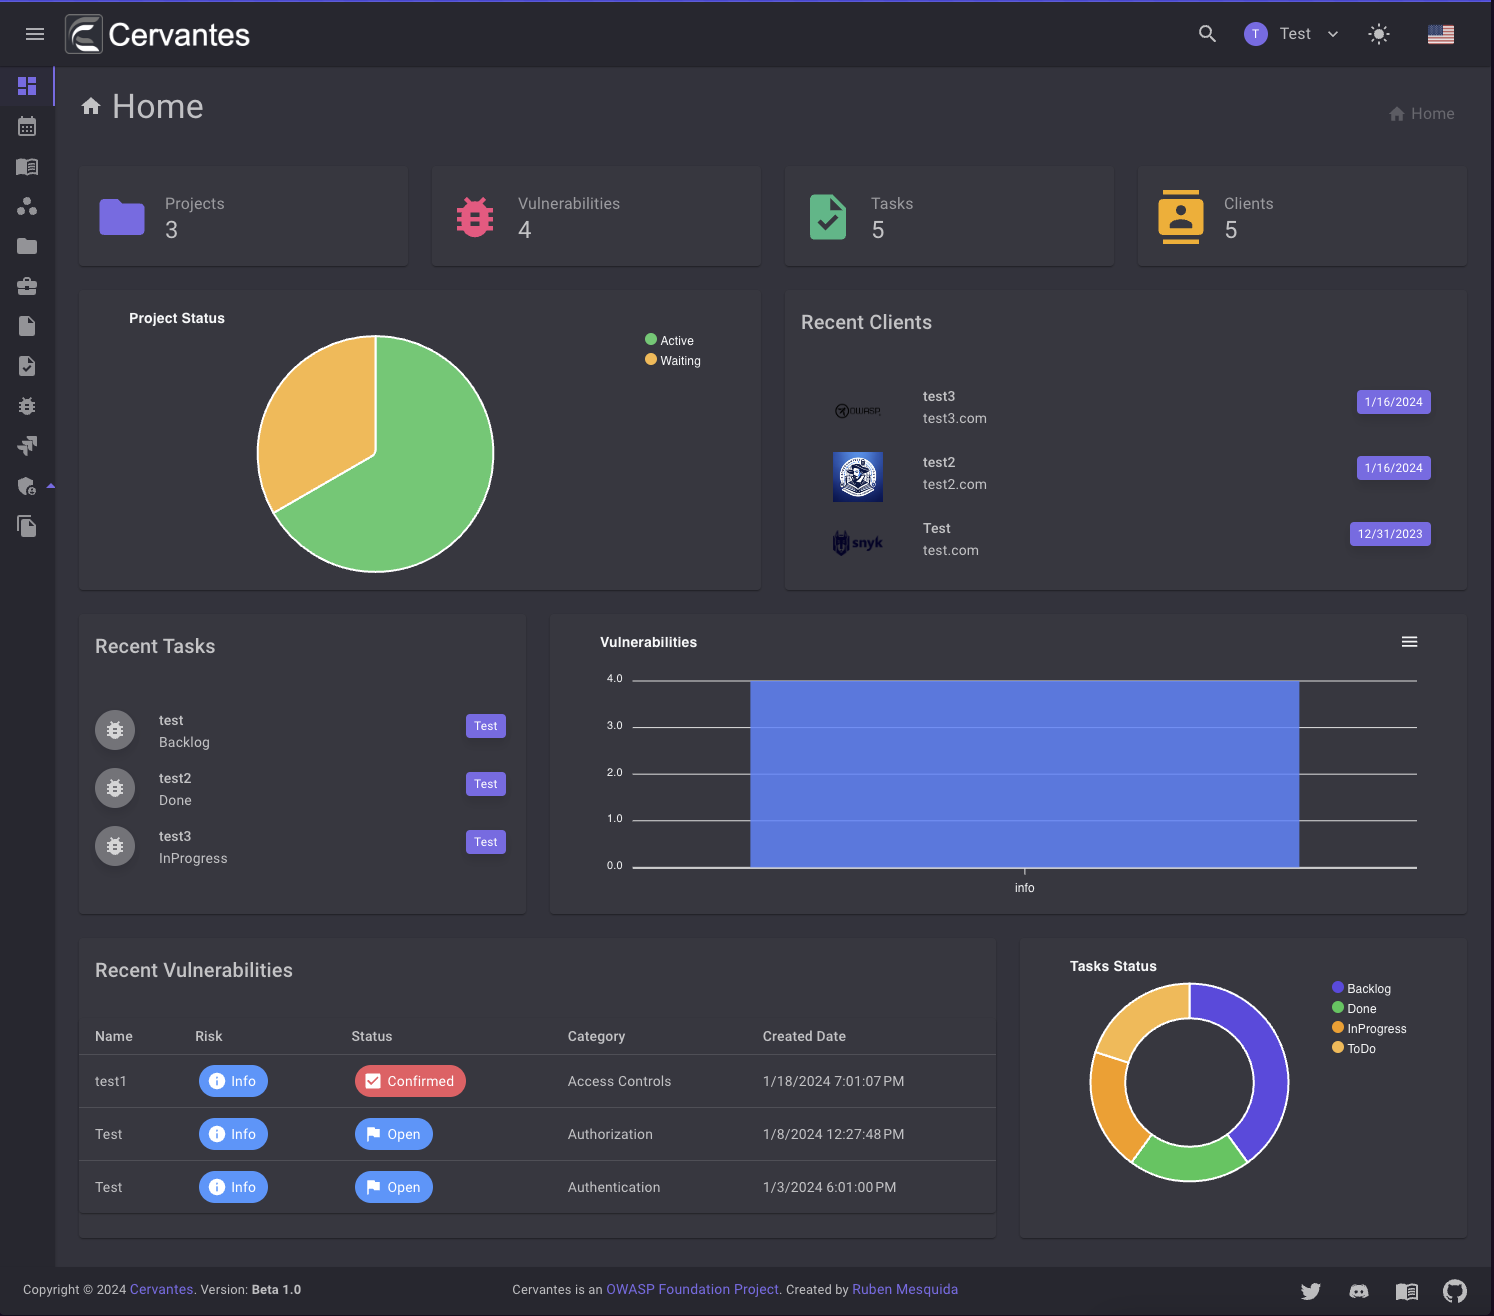 Cervantes
T
Test
Home
Home
Projects
3
Vulnerabilities
4
Tasks
5
Clients
5
Project Status
Active
Waiting
Recent Clients
OWASP
test3
test3.com
1/16/2024
test2
test2.com
1/16/2024
snyk
Test
test.com
12/31/2023
Recent Tasks
test
Backlog
Test
test2
Done
Test
test3
InProgress
Test
Vulnerabilities
4.0
3.0
2.0
1.0
0.0
info
Recent Vulnerabilities
Name Risk Status Category Created Date
test1 Info Confirmed Access Controls 1/18/2024 7:01:07 PM
Test Info Open Authorization 1/8/2024 12:27:48 PM
Test Info Open Authentication 1/3/2024 6:01:00 PM
Tasks Status
Backlog
Done
InProgress
ToDo
Copyright © 2024 Cervantes. Version: Beta 1.0
Cervantes is an OWASP Foundation Project. Created by Ruben Mesquida